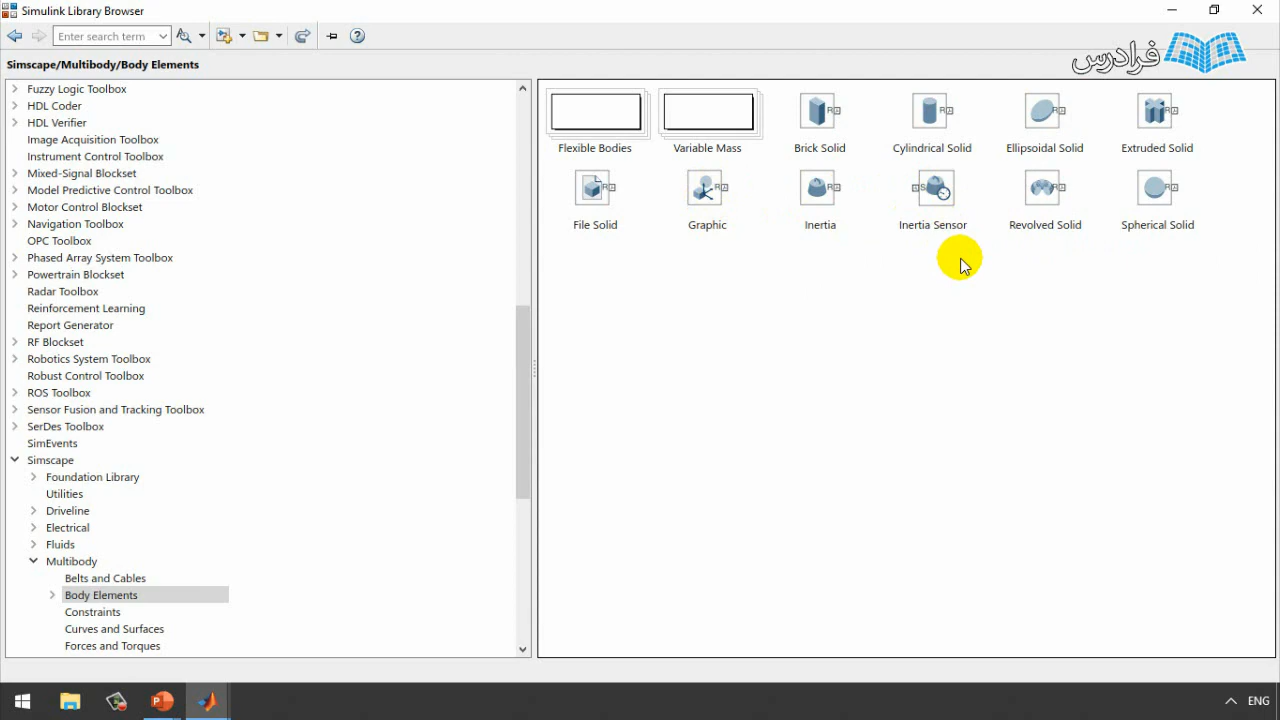 Simulink Library Browser
Enter search term
فرادرس
Simscape/Multibody/Body Elements
Fuzzy Logic Toolbox
HDL Coder
HDL Verifier
Image Acquisition Toolbox
Instrument Control Toolbox
Mixed-Signal Blockset
Model Predictive Control Toolbox
Motor Control Blockset
Navigation Toolbox
OPC Toolbox
Phased Array System Toolbox
Powertrain Blockset
Radar Toolbox
Reinforcement Learning
Report Generator
RF Blockset
Robotics System Toolbox
Robust Control Toolbox
ROS Toolbox
Sensor Fusion and Tracking Toolbox
SerDes Toolbox
SimEvents
Simscape
Foundation Library
Utilities
Driveline
Electrical
Fluids
Multibody
Belts and Cables
Body Elements
Constraints
Curves and Surfaces
Forces and Torques
R R R R
Flexible Bodies Variable Mass Brick Solid Cylindrical Solid Ellipsoidal Solid Extruded Solid
R R R S R R
File Solid Graphic Inertia Inertia Sensor Revolved Solid Spherical Solid
ENG